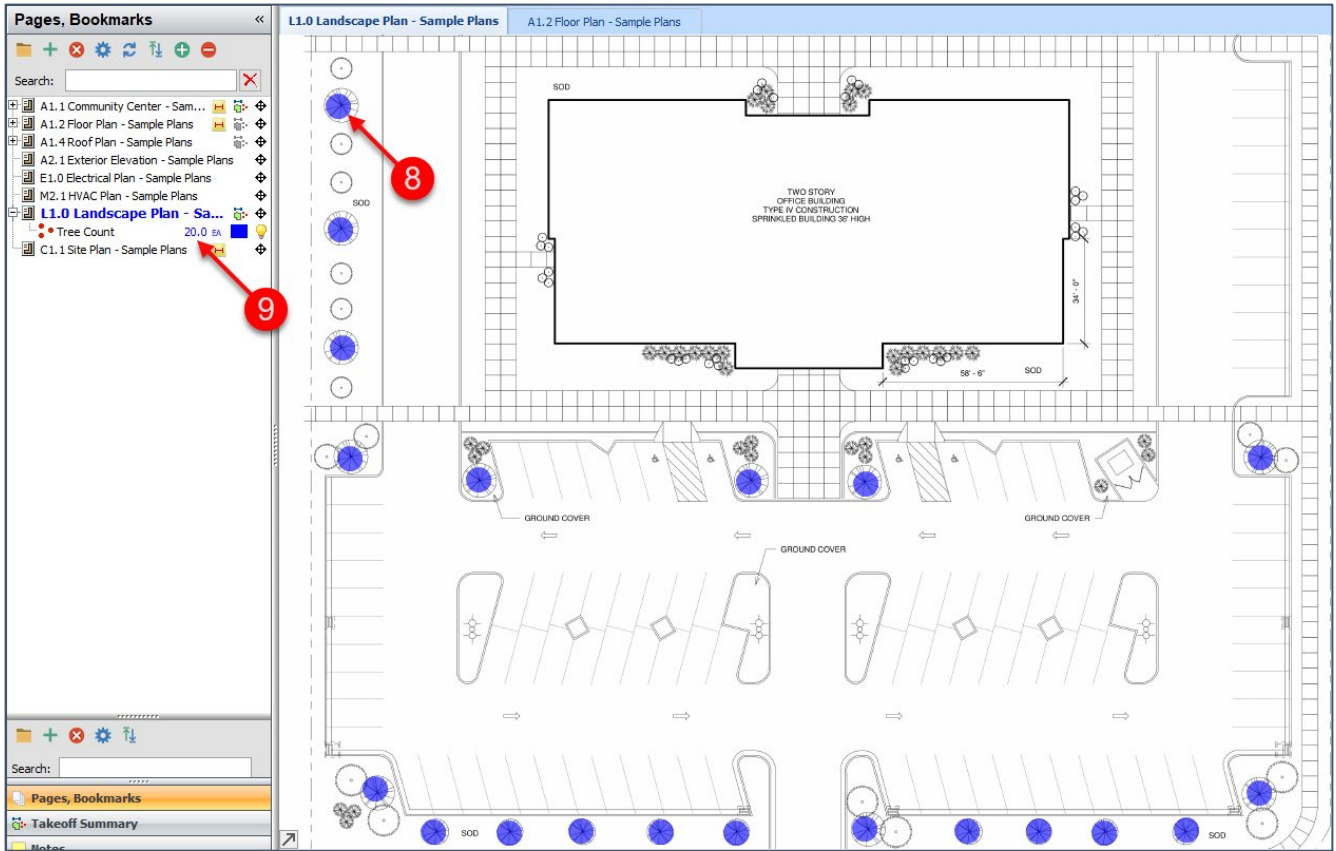 Pages, Bookmarks
«
L1.0 Landscape Plan - Sample Plans
A1.2 Floor Plan - Sample Plans
Search:
A1.1 Community Center - Sam...
A1.2 Floor Plan - Sample Plans
A1.4 Roof Plan - Sample Plans
A2.1 Exterior Elevation - Sample Plans
E1.0 Electrical Plan - Sample Plans
M2.1 HVAC Plan - Sample Plans
L1.0 Landscape Plan - Sa...
Tree Count 20.0 EA
C1.1 Site Plan - Sample Plans
8
9
SOD
SOD
TWO STORY
OFFICE BUILDING
TYPE IV CONSTRUCTION
SPRINKLED BUILDING 36' HIGH
34' - 0"
58' - 6"
SOD
GROUND COVER
GROUND COVER
GROUND COVER
SOD
SOD
Search:
Pages, Bookmarks
Takeoff Summary
Notes